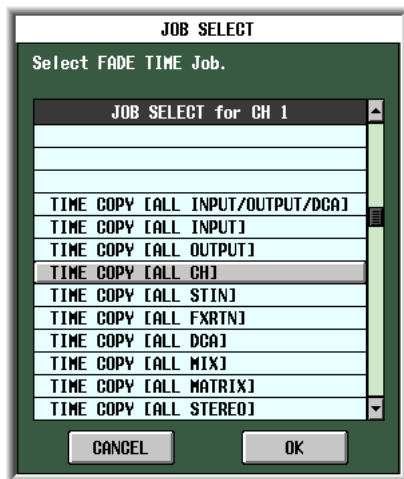 JOB SELECT
Select FADE TIME Job.
JOB SELECT for CH 1
TIME COPY [ALL INPUT/OUTPUT/DCA]
TIME COPY [ALL INPUT]
TIME COPY [ALL OUTPUT]
TIME COPY [ALL CH]
TIME COPY [ALL STIN]
TIME COPY [ALL FXRTN]
TIME COPY [ALL DCA]
TIME COPY [ALL MIX]
TIME COPY [ALL MATRIX]
TIME COPY [ALL STEREO]
CANCEL OK